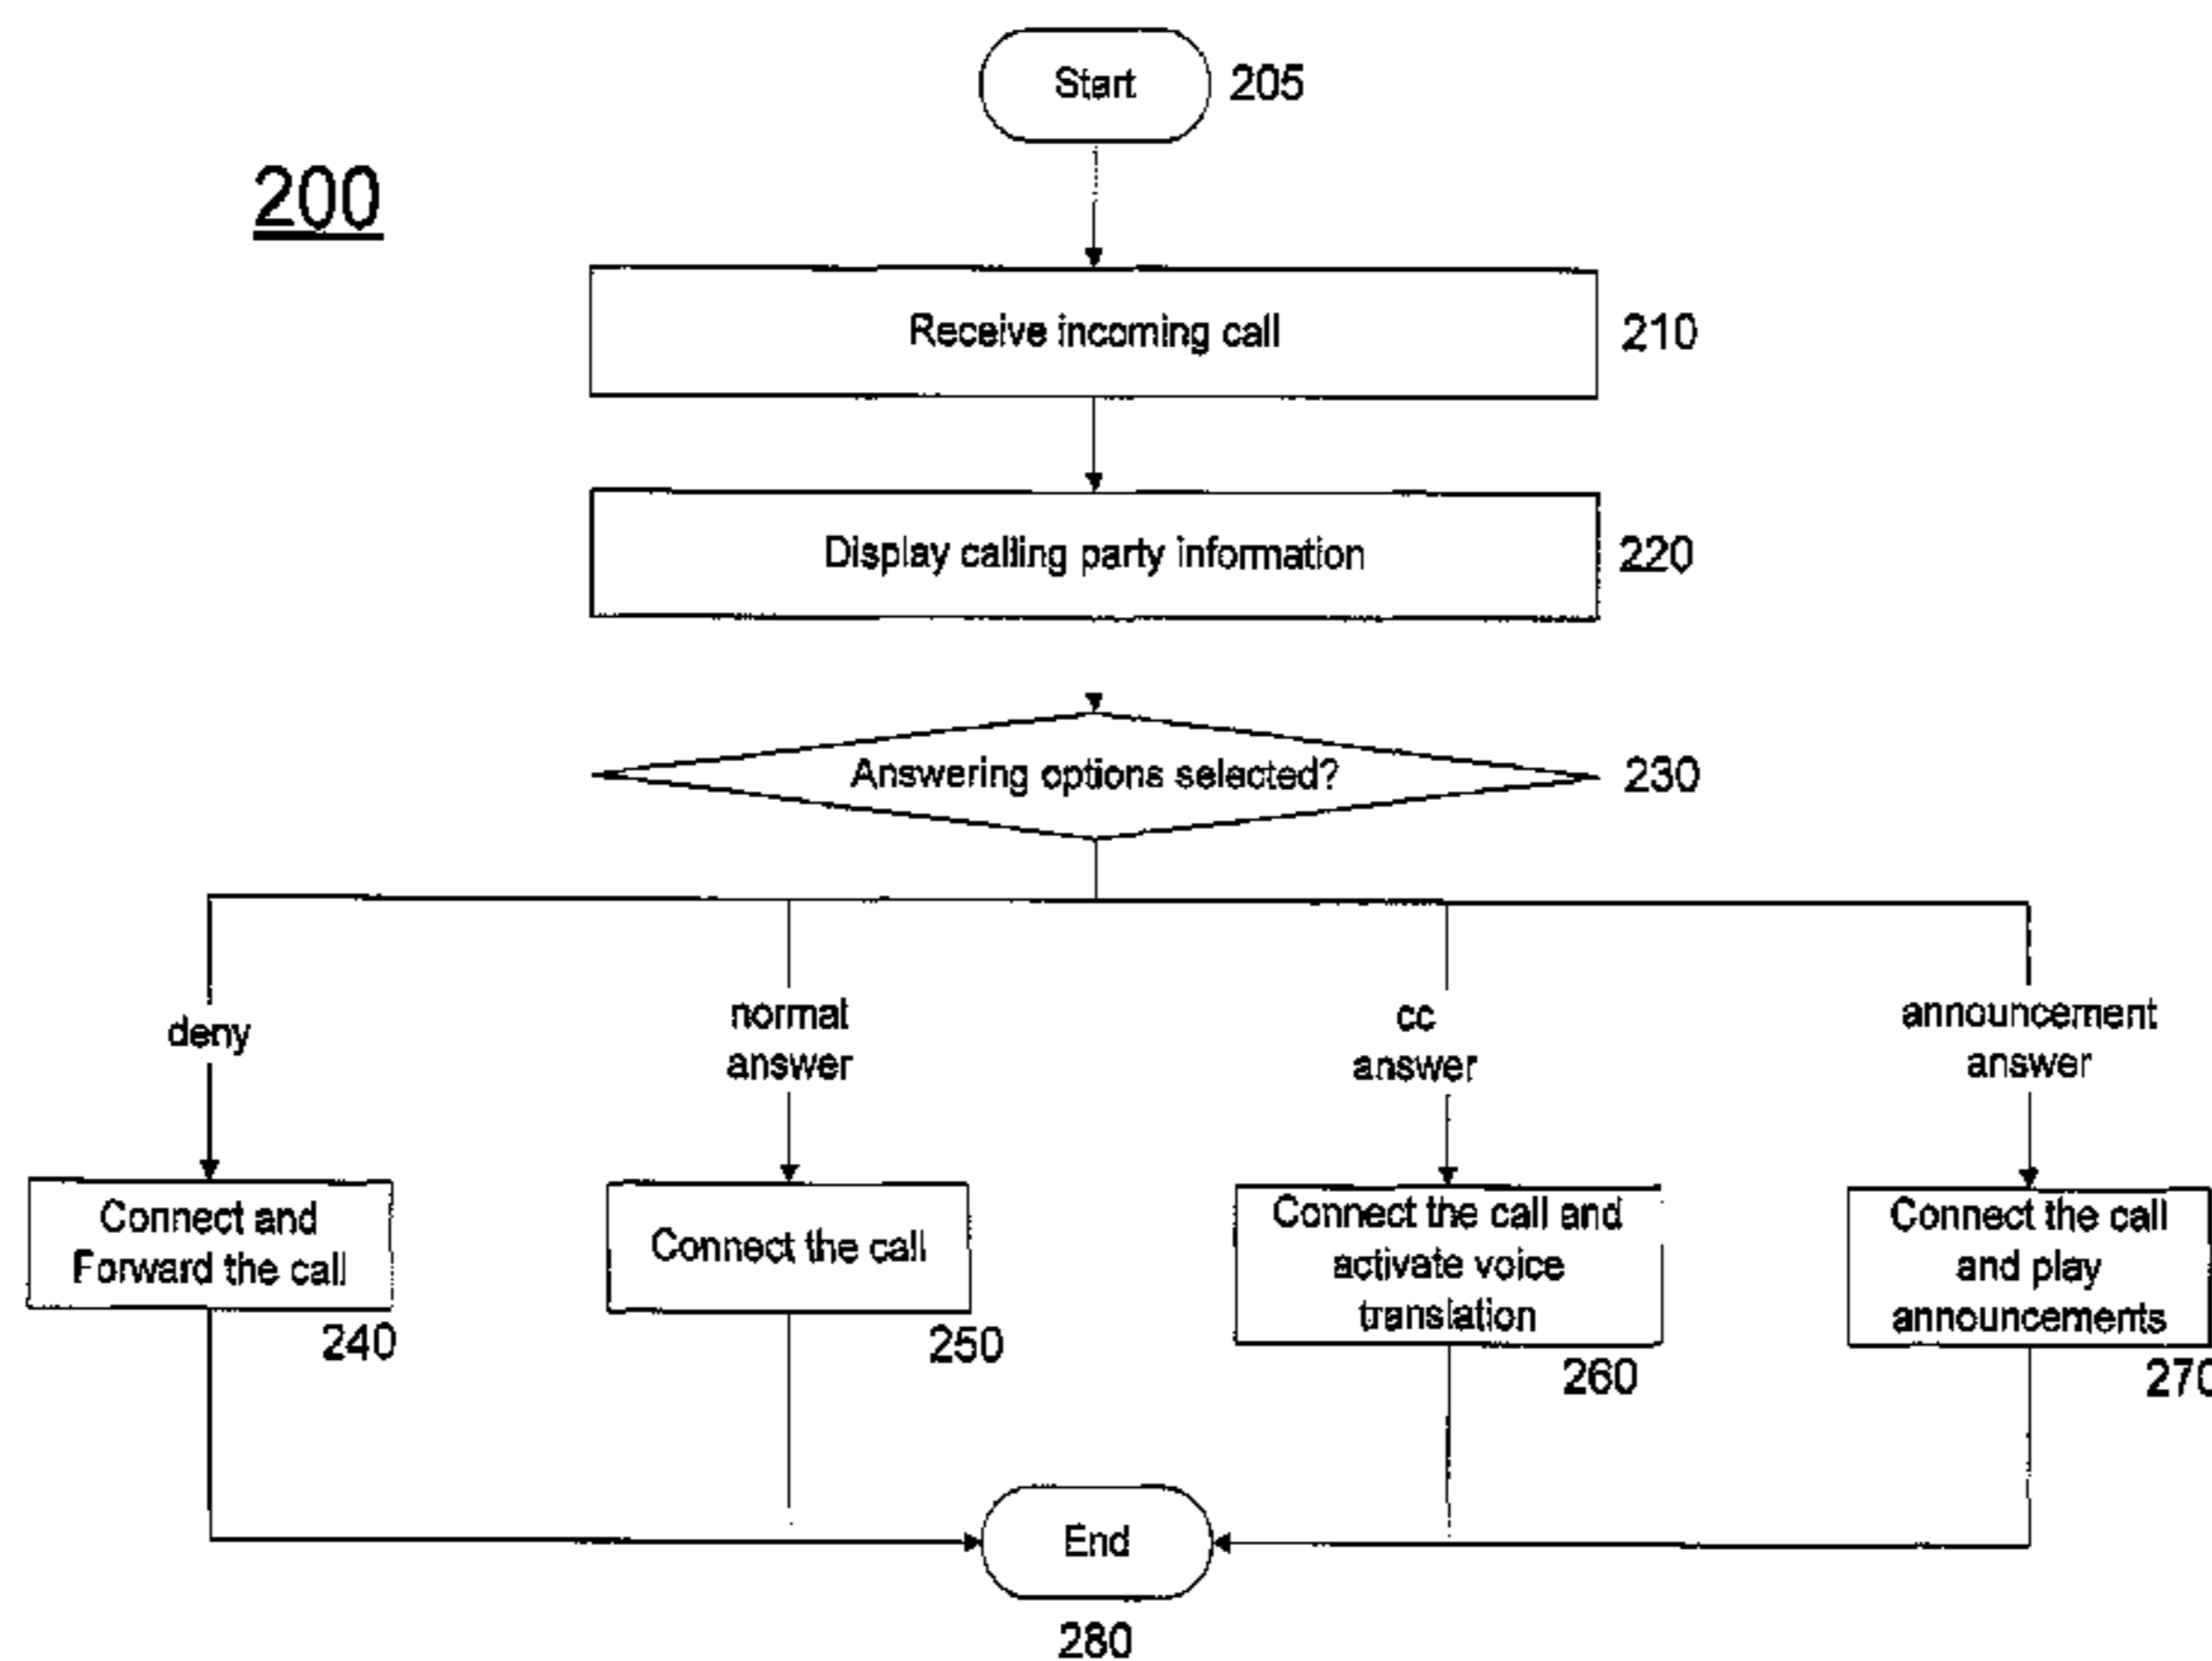 Start
205
200
Receive incoming call
210
Display calling party information
220
Answering options selected?
230
deny
normal
answer
cc
answer
announcement
answer
Connect and
Forward the call
240
Connect the call
250
Connect the call and
activate voice
translation
260
Connect the call
and play
announcements
270
End
280